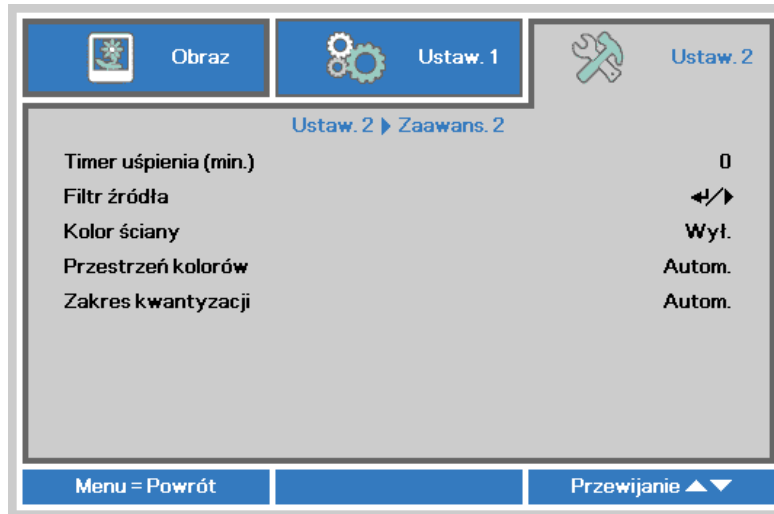 Obraz
Ustaw. 1
Ustaw. 2
Ustaw. 2 Zaawans. 2
Timer uśpienia (min.) 0
Filtr źródła ↵/▶
Kolor ściany Wył.
Przestrzeń kolorów Autom.
Zakres kwantyzacji Autom.
Menu = Powrót
Przewijanie